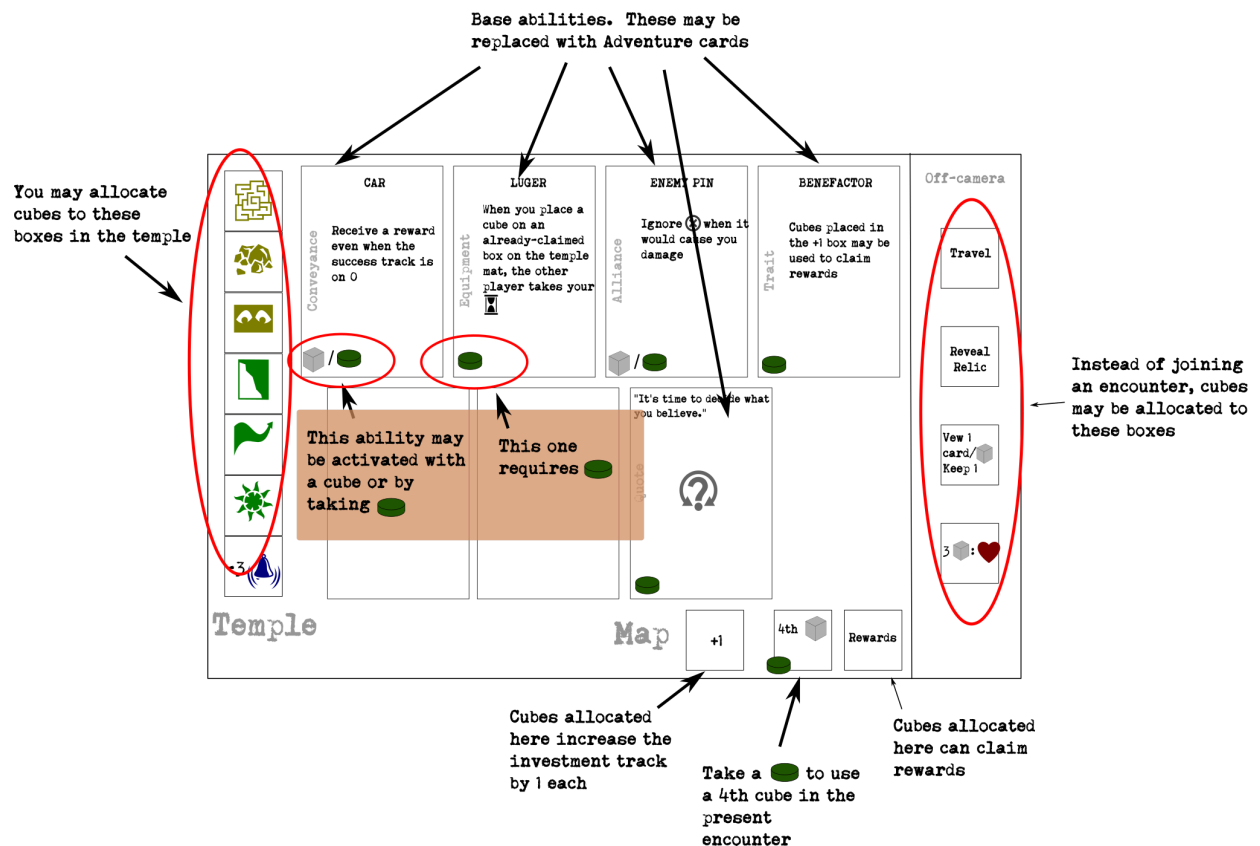 Base abilities. These may be
replaced with Adventure cards
You may allocate
cubes to these
boxes in the temple
CAR
Conveyance
Receive a reward
even when the
success track is
on 0
/
LUGER
Equipment
When you place a
cube on an
already-claimed
box on the temple
mat, the other
player takes your
ENEMY PIN
Alliance
Ignore when it
would cause you
damage
/
BENEFACTOR
Trait
Cubes placed in
the +1 box may be
used to claim
rewards
Off-camera
Travel
Reveal
Relic
Vew 1
card/
Keep 1
3 :
Instead of joining
an encounter, cubes
may be allocated to
these boxes
This ability may
be activated with
a cube or by
taking
This one
requires
"It's time to decide what
you believe."
Quote
?
-3
Temple
Map
+1
4th
Rewards
Cubes allocated
here increase the
investment track
by 1 each
Take a to use
a 4th cube in the
present
encounter
Cubes allocated
here can claim
rewards